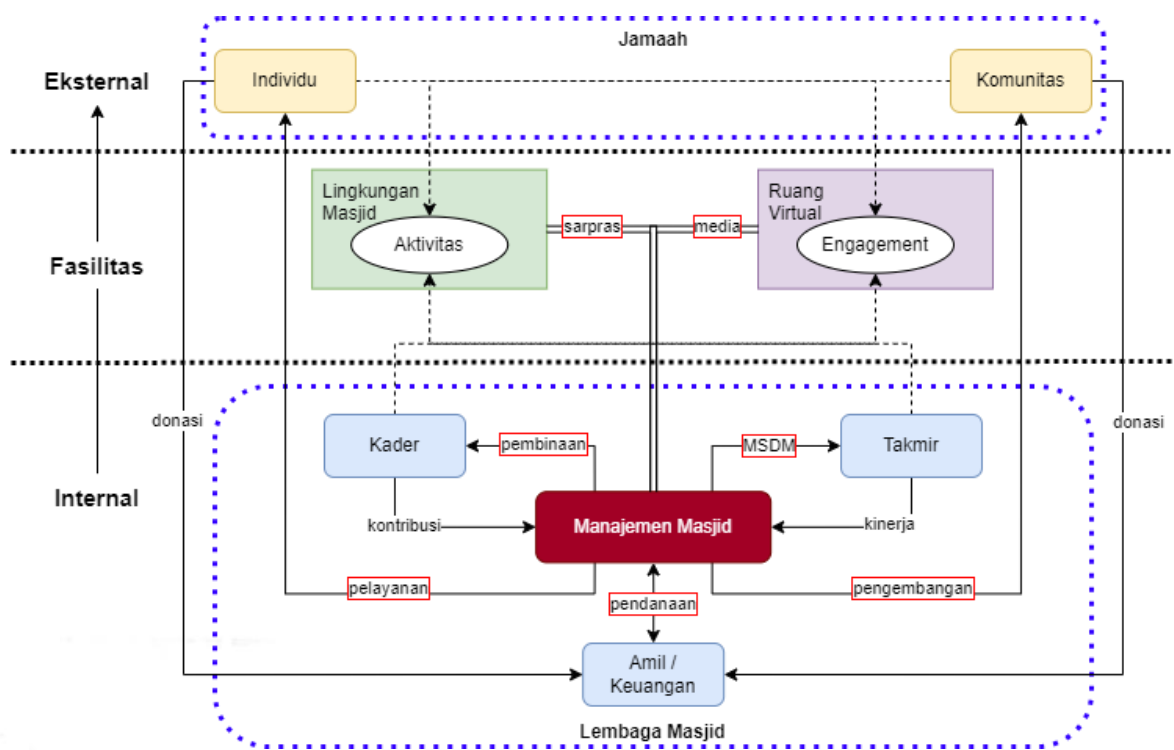 Jamaah
Eksternal
Individu
Komunitas
Lingkungan
Masjid
Ruang
Virtual
sarpras
media
Aktivitas
Engagement
Fasilitas
donasi
donasi
Kader
pembinaan
MSDM
Takmir
Internal
kontribusi
Manajemen Masjid
kinerja
pelayanan
pendanaan
pengembangan
Amil /
Keuangan
Lembaga Masjid